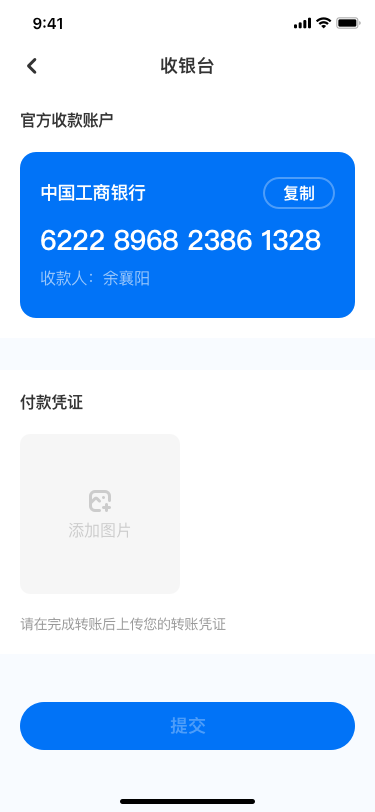 9:41
收银台
官方收款账户
中国工商银行
复制
6222 8968 2386 1328
收款人：余襄阳
付款凭证
添加图片
请在完成转账后上传您的转账凭证
提交